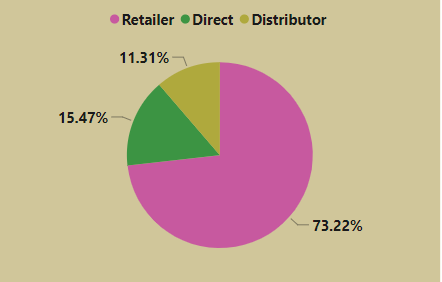 Retailer Direct Distributor
11.31%
15.47%
73.22%